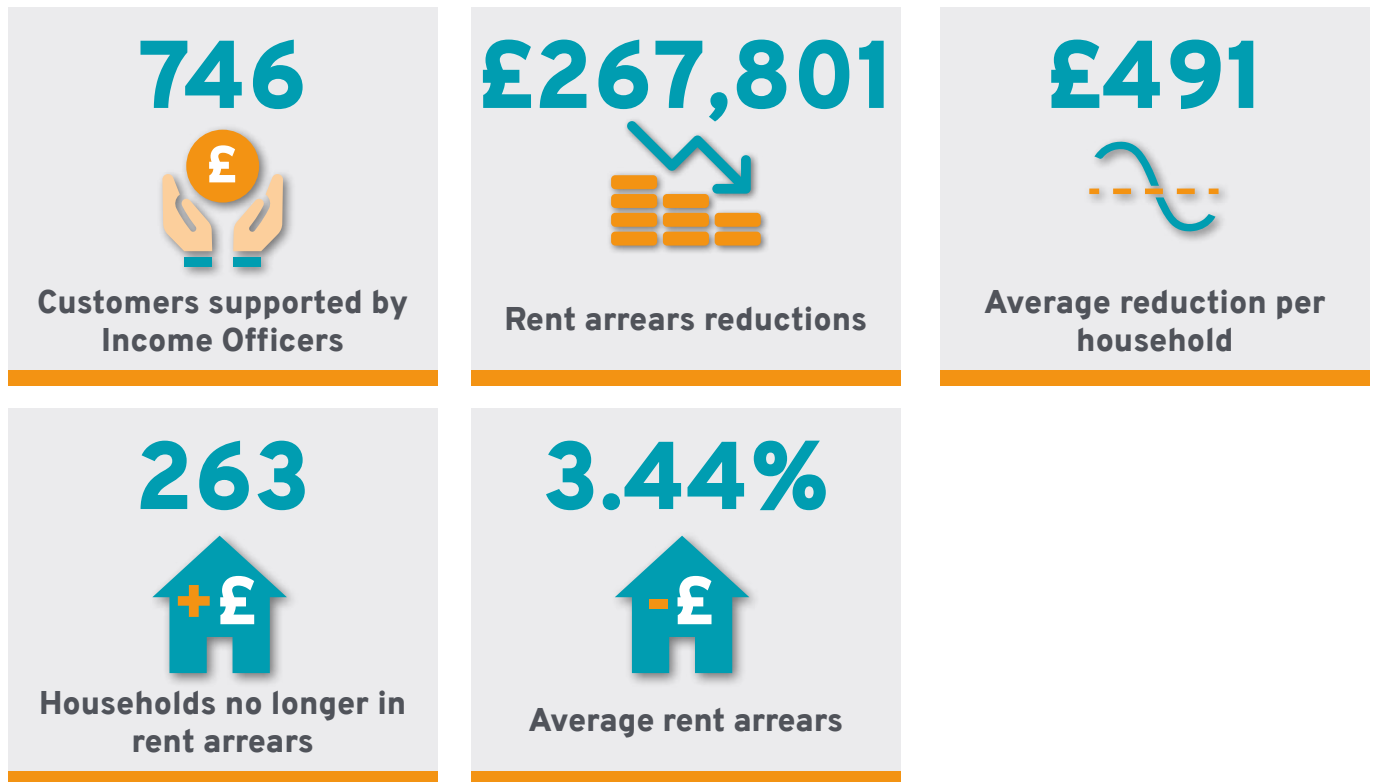 746
£
Customers supported by
Income Officers
£267,801
Rent arrears reductions
£491
Average reduction per
household
263
+£
Households no longer in
rent arrears
3.44%
-£
Average rent arrears